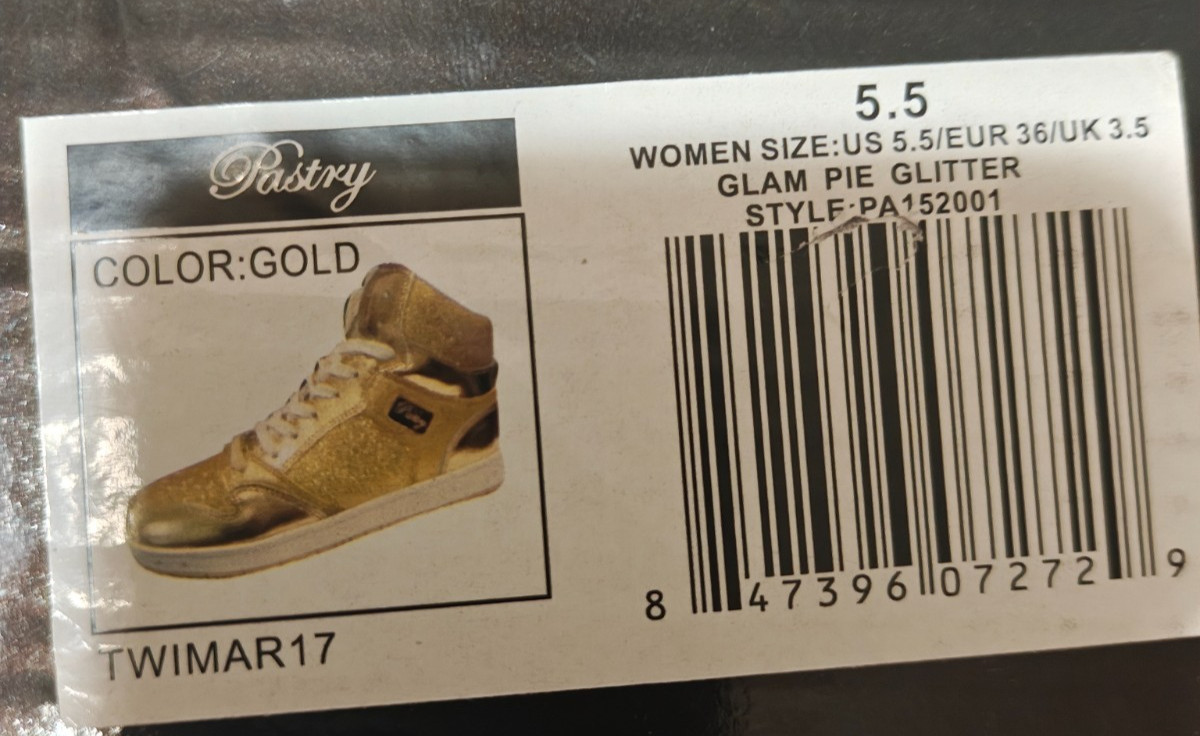 Pastry
COLOR:GOLD
TWIMAR17
5.5
WOMEN SIZE:US 5.5/EUR 36/UK 3.5
GLAM PIE GLITTER
STYLE:PA152001
8 47396 07272 9